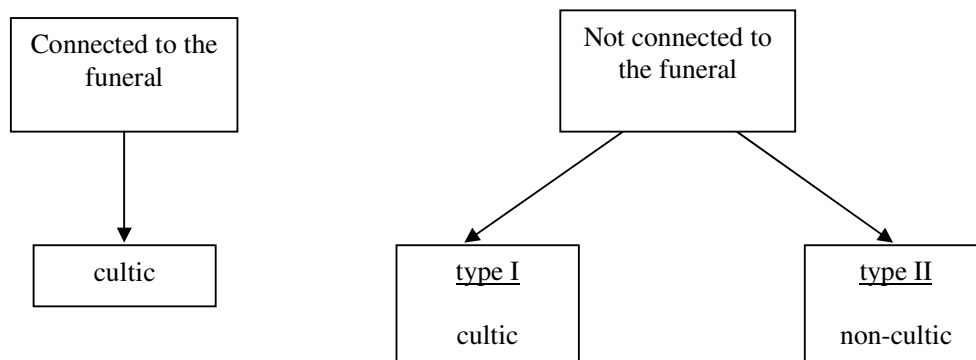 Connected to the
funeral
Not connected to
the funeral
cultic
type I
cultic
type II
non-cultic